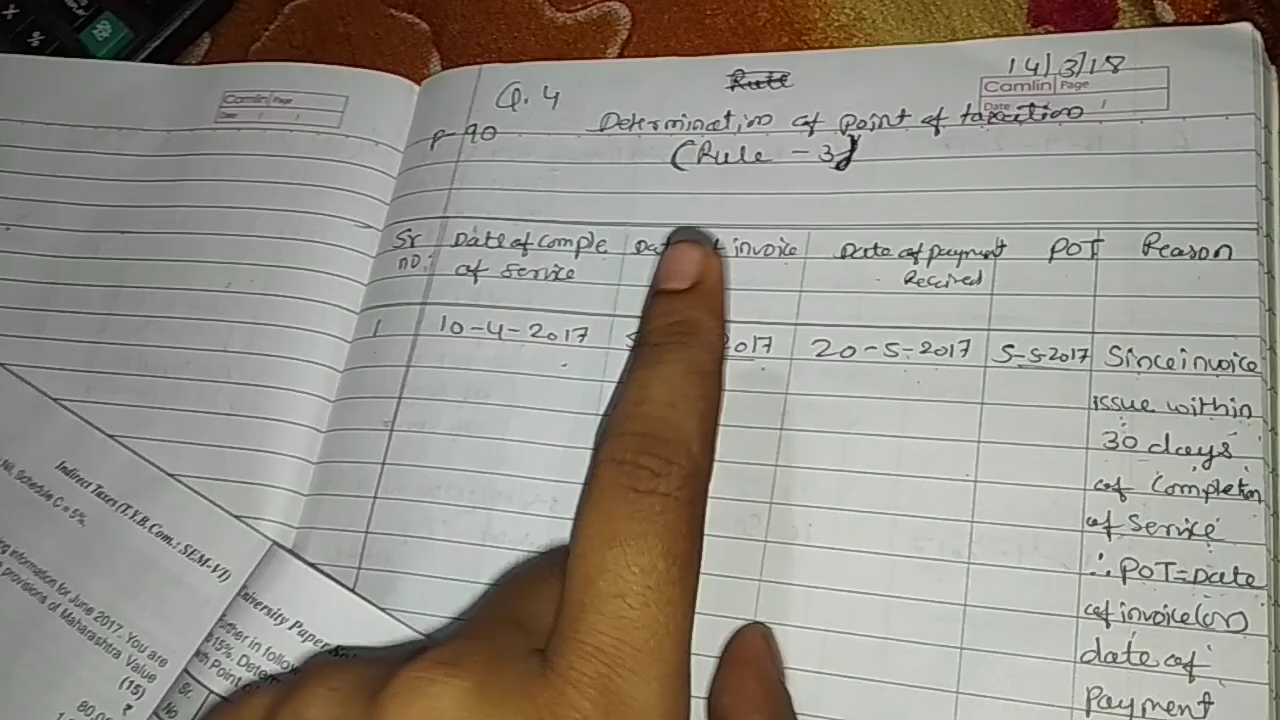 14/3/18
Camlin Page
Date / /
Camlin Page
Date / /
Q.4
P-90
Determination of point of taxation
(Rule - 3)
Sr no.
Date of comple of service
invoice
Date of payment Received
POT
Reason
1
10-4-2017
2017
20-5-2017
5-5-2017
Since invoice
issue within
30 days
of Completion
of Service
∴ POT = Date
of invoice (or)
date of
Payment
Indirect Taxes (T.Y.B.Com.: SEM-VI)
Nil, Schedule C = 5%.
information for June 2017. You are
provisions of Maharashtra Value
(15)
₹
University Paper
15%. Deter
Point
Sr.
No
%